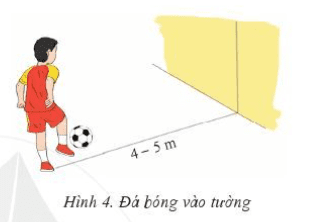 4 – 5 m
Hình 4. Đá bóng vào tường